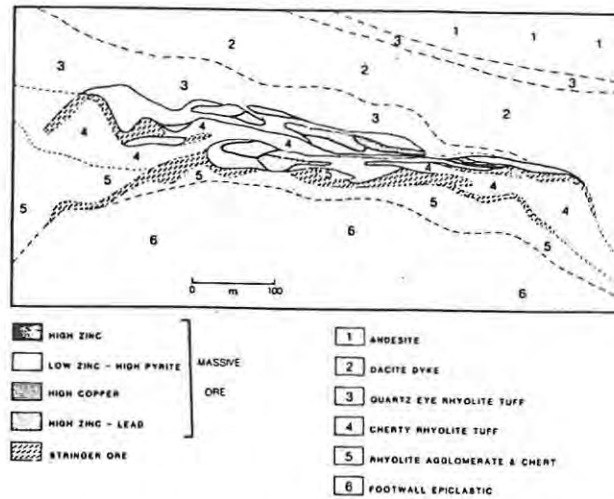 1
1
1
2
3
3
3
2
3
3
2
4
4
4
4
4
4
4
5
5
5
5
5
6
6
6
0 100
m
HIGH ZINC
LOW ZINC - HIGH PYRITE
HIGH COPPER
HIGH ZINC - LEAD
MASSIVE
ORE
STRINGER ORE
1 ANDESITE
2 DACITE DYKE
3 QUARTZ EYE RHYOLITE TUFF
4 CHERTY RHYOLITE TUFF
5 RHYOLITE AGGLOMERATE & CHERT
6 FOOTWALL EPICLASTIC